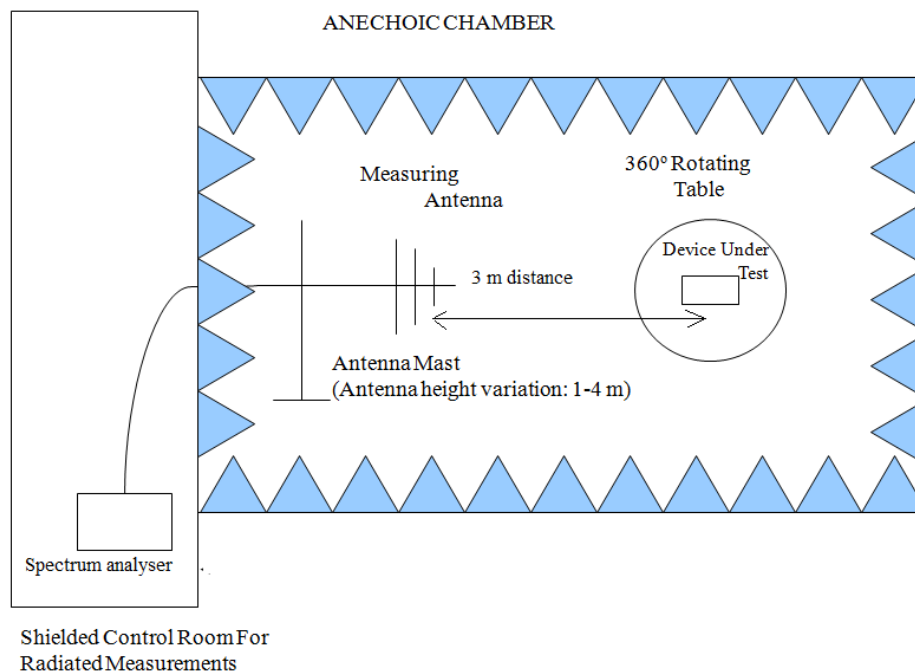 ANECHOIC CHAMBER
Measuring
Antenna
360º Rotating
Table
Device Under
Test
3 m distance
Antenna Mast
(Antenna height variation: 1-4 m)
Spectrum analyser
Shielded Control Room For
Radiated Measurements